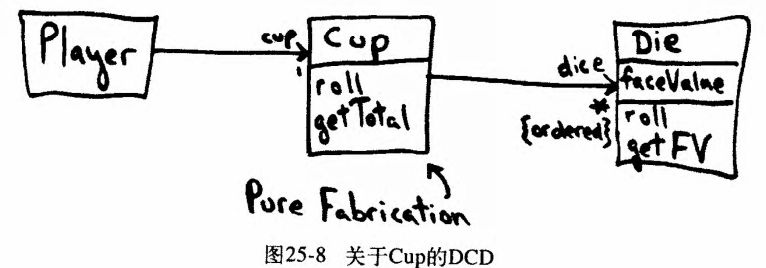 Player
cup
1
Cup
roll
getTotal
dice
*
{ordered}
Die
faceValue
roll
getFV
Pure Fabrication
图25-8 关于Cup的DCD